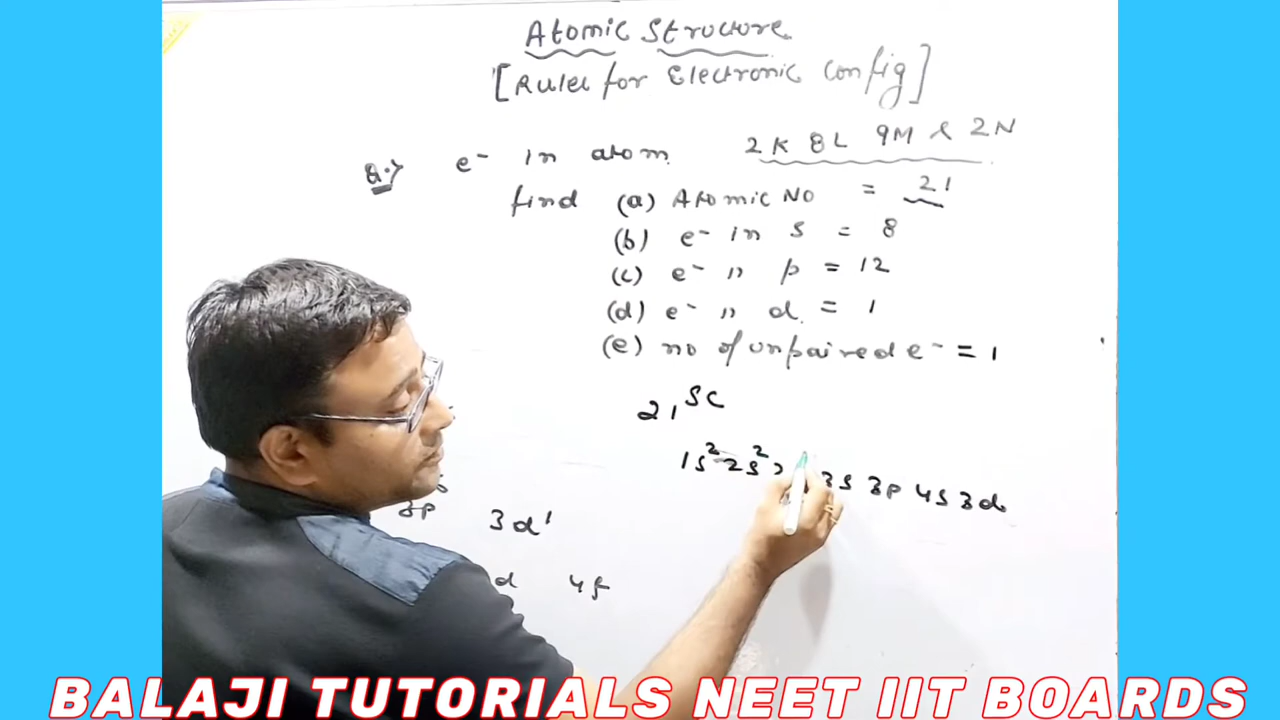 Atomic Structure
[Rules for Electronic Config]
Q.> e- in atom 2K 8L 9M & 2N
find (a) Atomic No = 21
(b) e- in s = 8
(c) e- " p = 12
(d) e- " d = 1
(e) no of unpaired e- = 1
21 Sc
1s² 2s² 3s 3p 4s 3d
3p 3d¹
d 4f
BALAJI TUTORIALS NEET IIT BOARDS